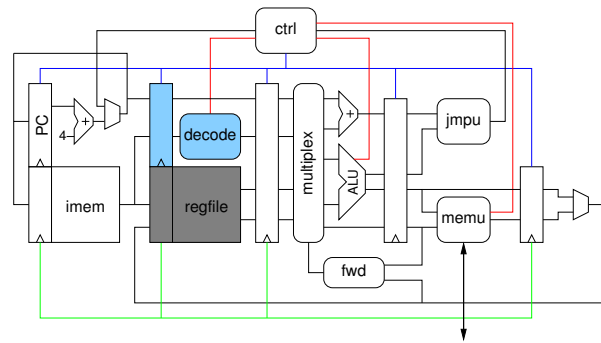 ctrl
PC
4
+
+
decode
jmpu
multiplex
ALU
imem
regfile
memu
fwd